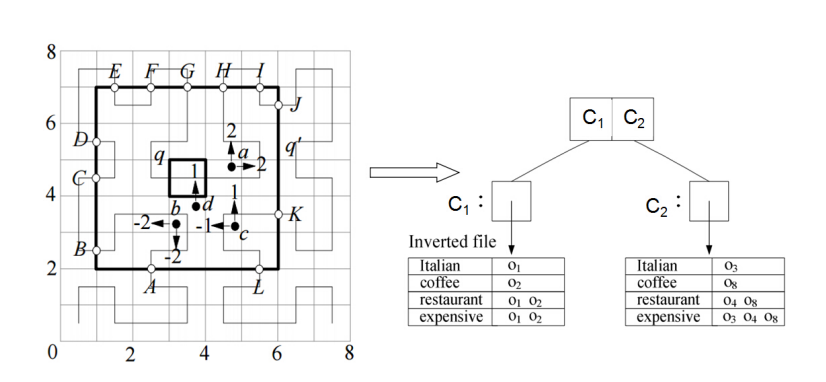 8
E F G H I
J
6
2
D
q
a
q'
1
2
C
4
1
b
d
K
-2
-1
c
B
-2
2
A
L
0 2 4 6 8
C1 C2
C1 :
C2 :
Inverted file
Italian o1
coffee o2
restaurant o1 o2
expensive o1 o2
Italian o3
coffee o8
restaurant o4 o8
expensive o3 o4 o8